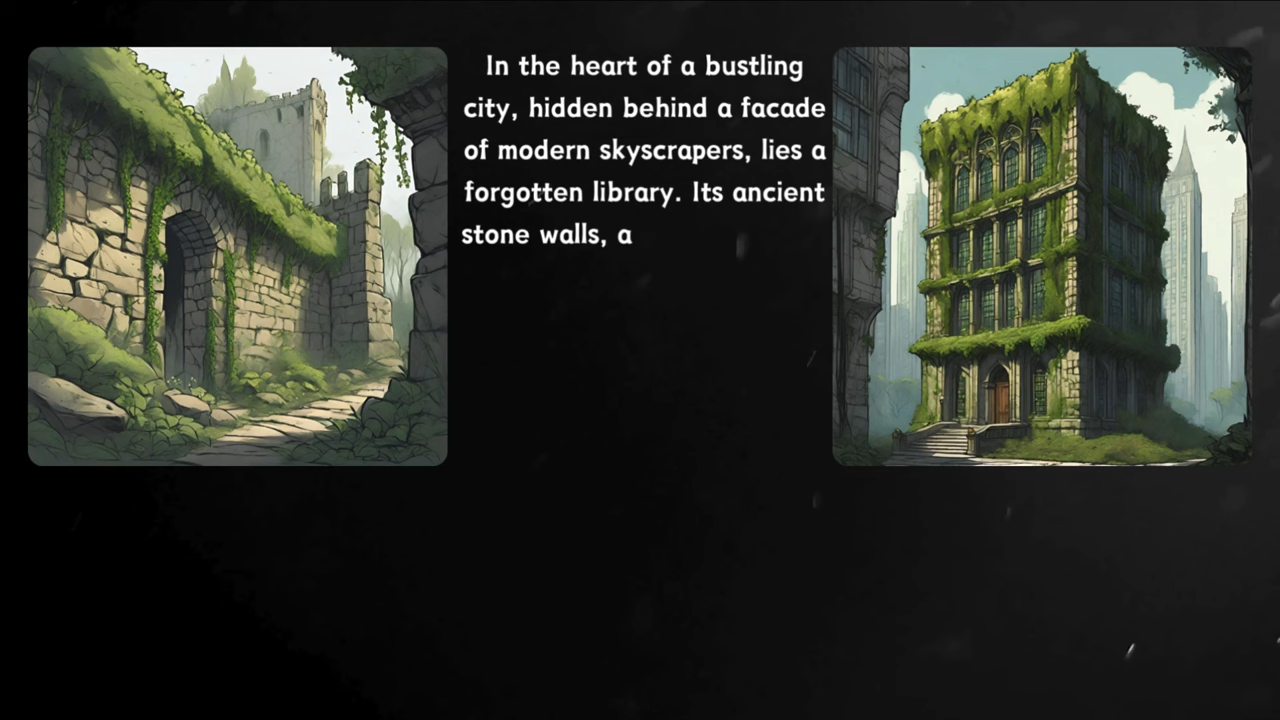 In the heart of a bustling
city, hidden behind a facade
of modern skyscrapers, lies a
forgotten library. Its ancient
stone walls, a